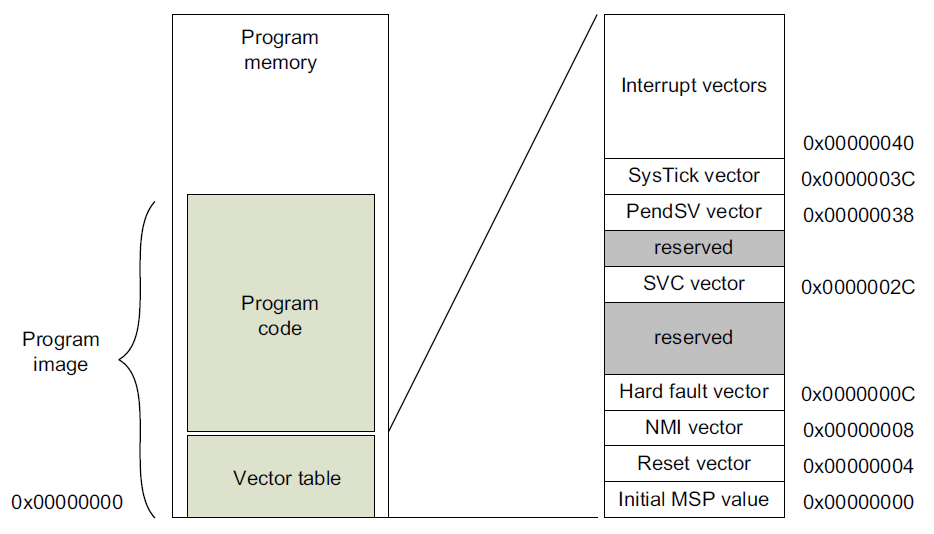 Program
memory
Program
code
Program
image
Vector table
0x00000000
Interrupt vectors
0x00000040
SysTick vector
0x0000003C
PendSV vector
0x00000038
reserved
SVC vector
0x0000002C
reserved
Hard fault vector
0x0000000C
NMI vector
0x00000008
Reset vector
0x00000004
Initial MSP value
0x00000000